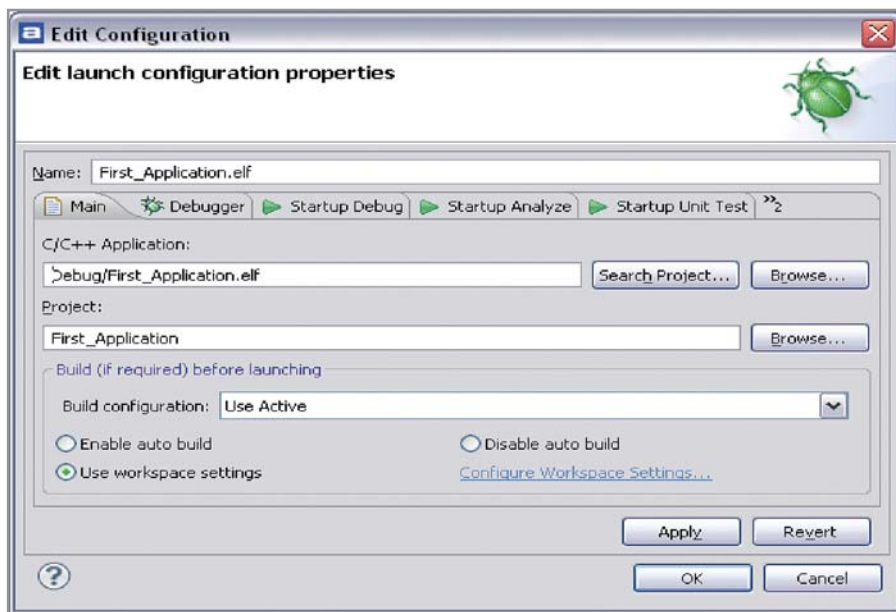 a Edit Configuration
Edit launch configuration properties
Name: First_Application.elf
Main Debugger Startup Debug Startup Analyze Startup Unit Test »2
C/C++ Application:
Debug/First_Application.elf Search Project... Browse...
Project:
First_Application Browse...
Build (if required) before launching
Build configuration: Use Active
Enable auto build Disable auto build
Use workspace settings Configure Workspace Settings...
Apply Revert
? OK Cancel